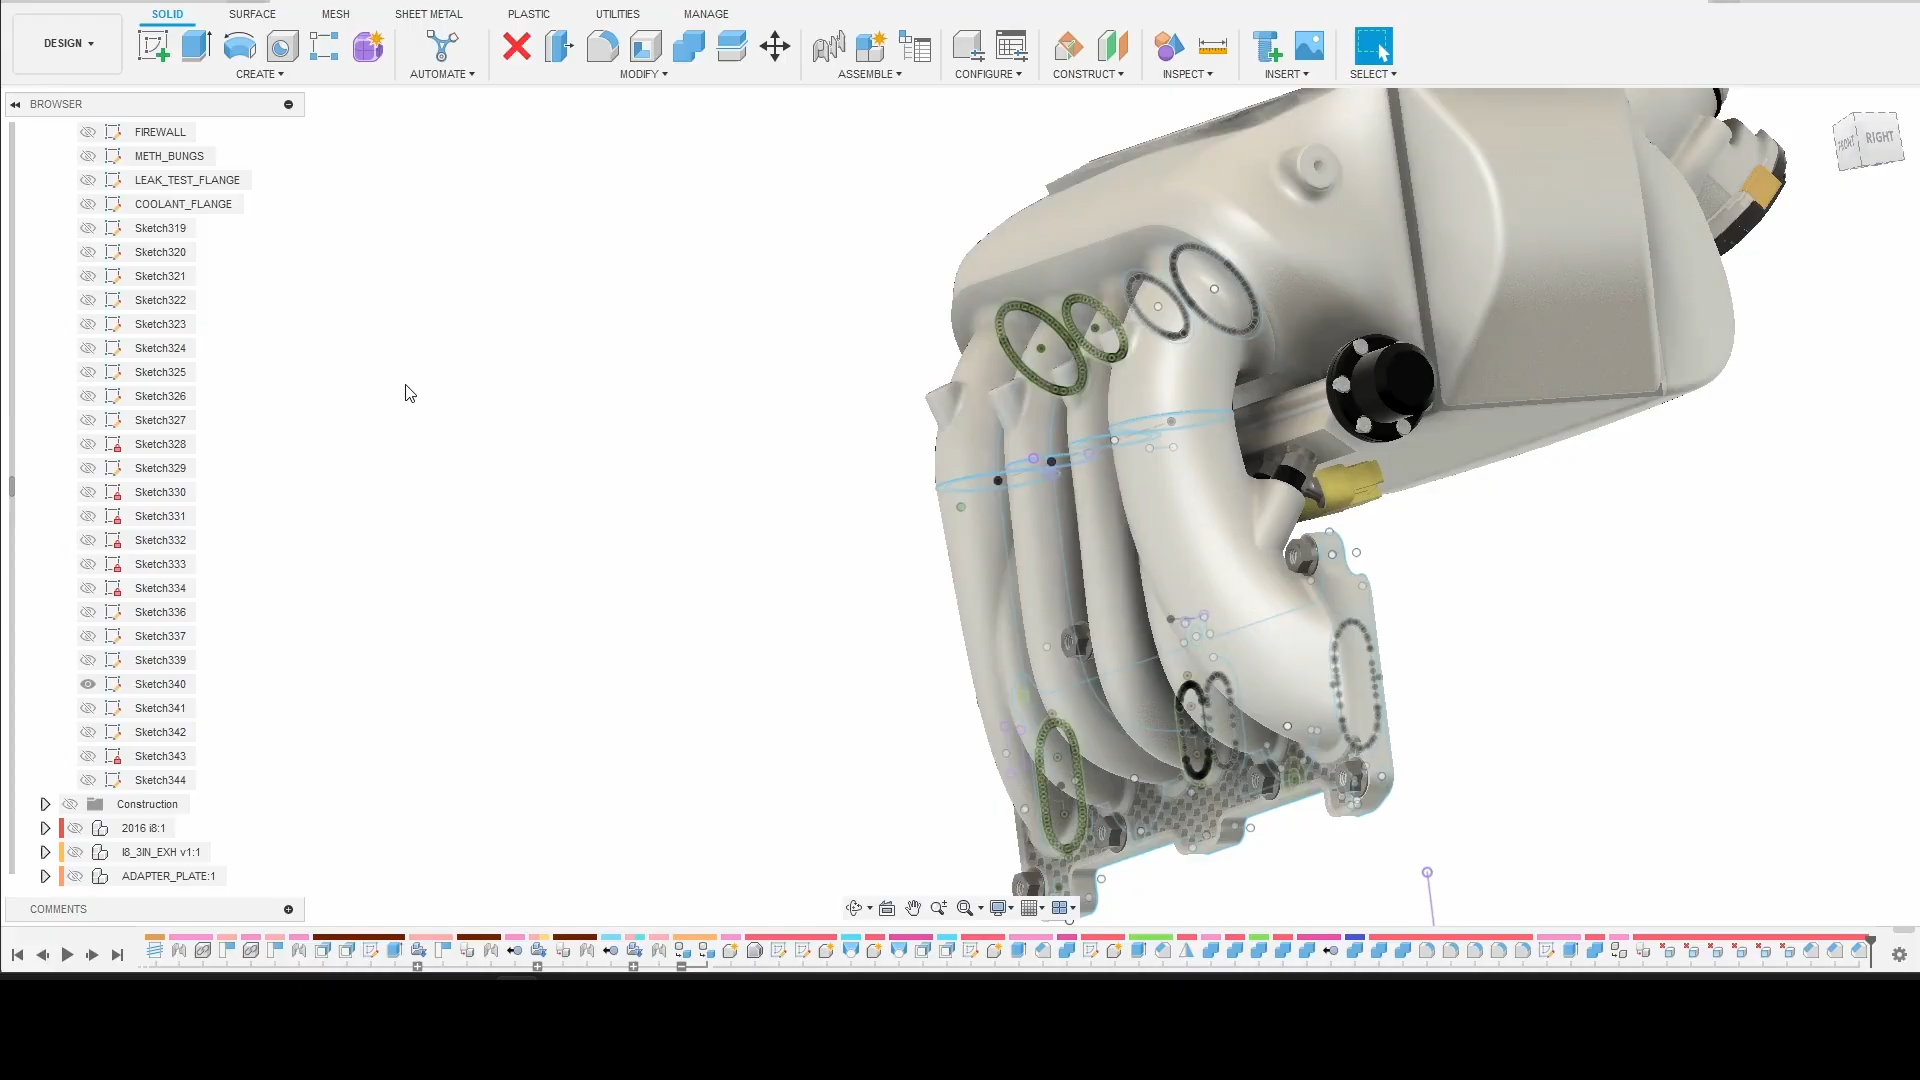 SOLID SURFACE MESH SHEET METAL PLASTIC UTILITIES MANAGE
DESIGN
CREATE AUTOMATE MODIFY ASSEMBLE CONFIGURE CONSTRUCT INSPECT INSERT SELECT
BROWSER
FIREWALL
METH_BUNGS
LEAK_TEST_FLANGE
COOLANT_FLANGE
Sketch319
Sketch320
Sketch321
Sketch322
Sketch323
Sketch324
Sketch325
Sketch326
Sketch327
Sketch328
Sketch329
Sketch330
Sketch331
Sketch332
Sketch333
Sketch334
Sketch336
Sketch337
Sketch339
Sketch340
Sketch341
Sketch342
Sketch343
Sketch344
Construction
2016 i8:1
I8_3IN_EXH v1:1
ADAPTER_PLATE:1
COMMENTS
FRONT RIGHT